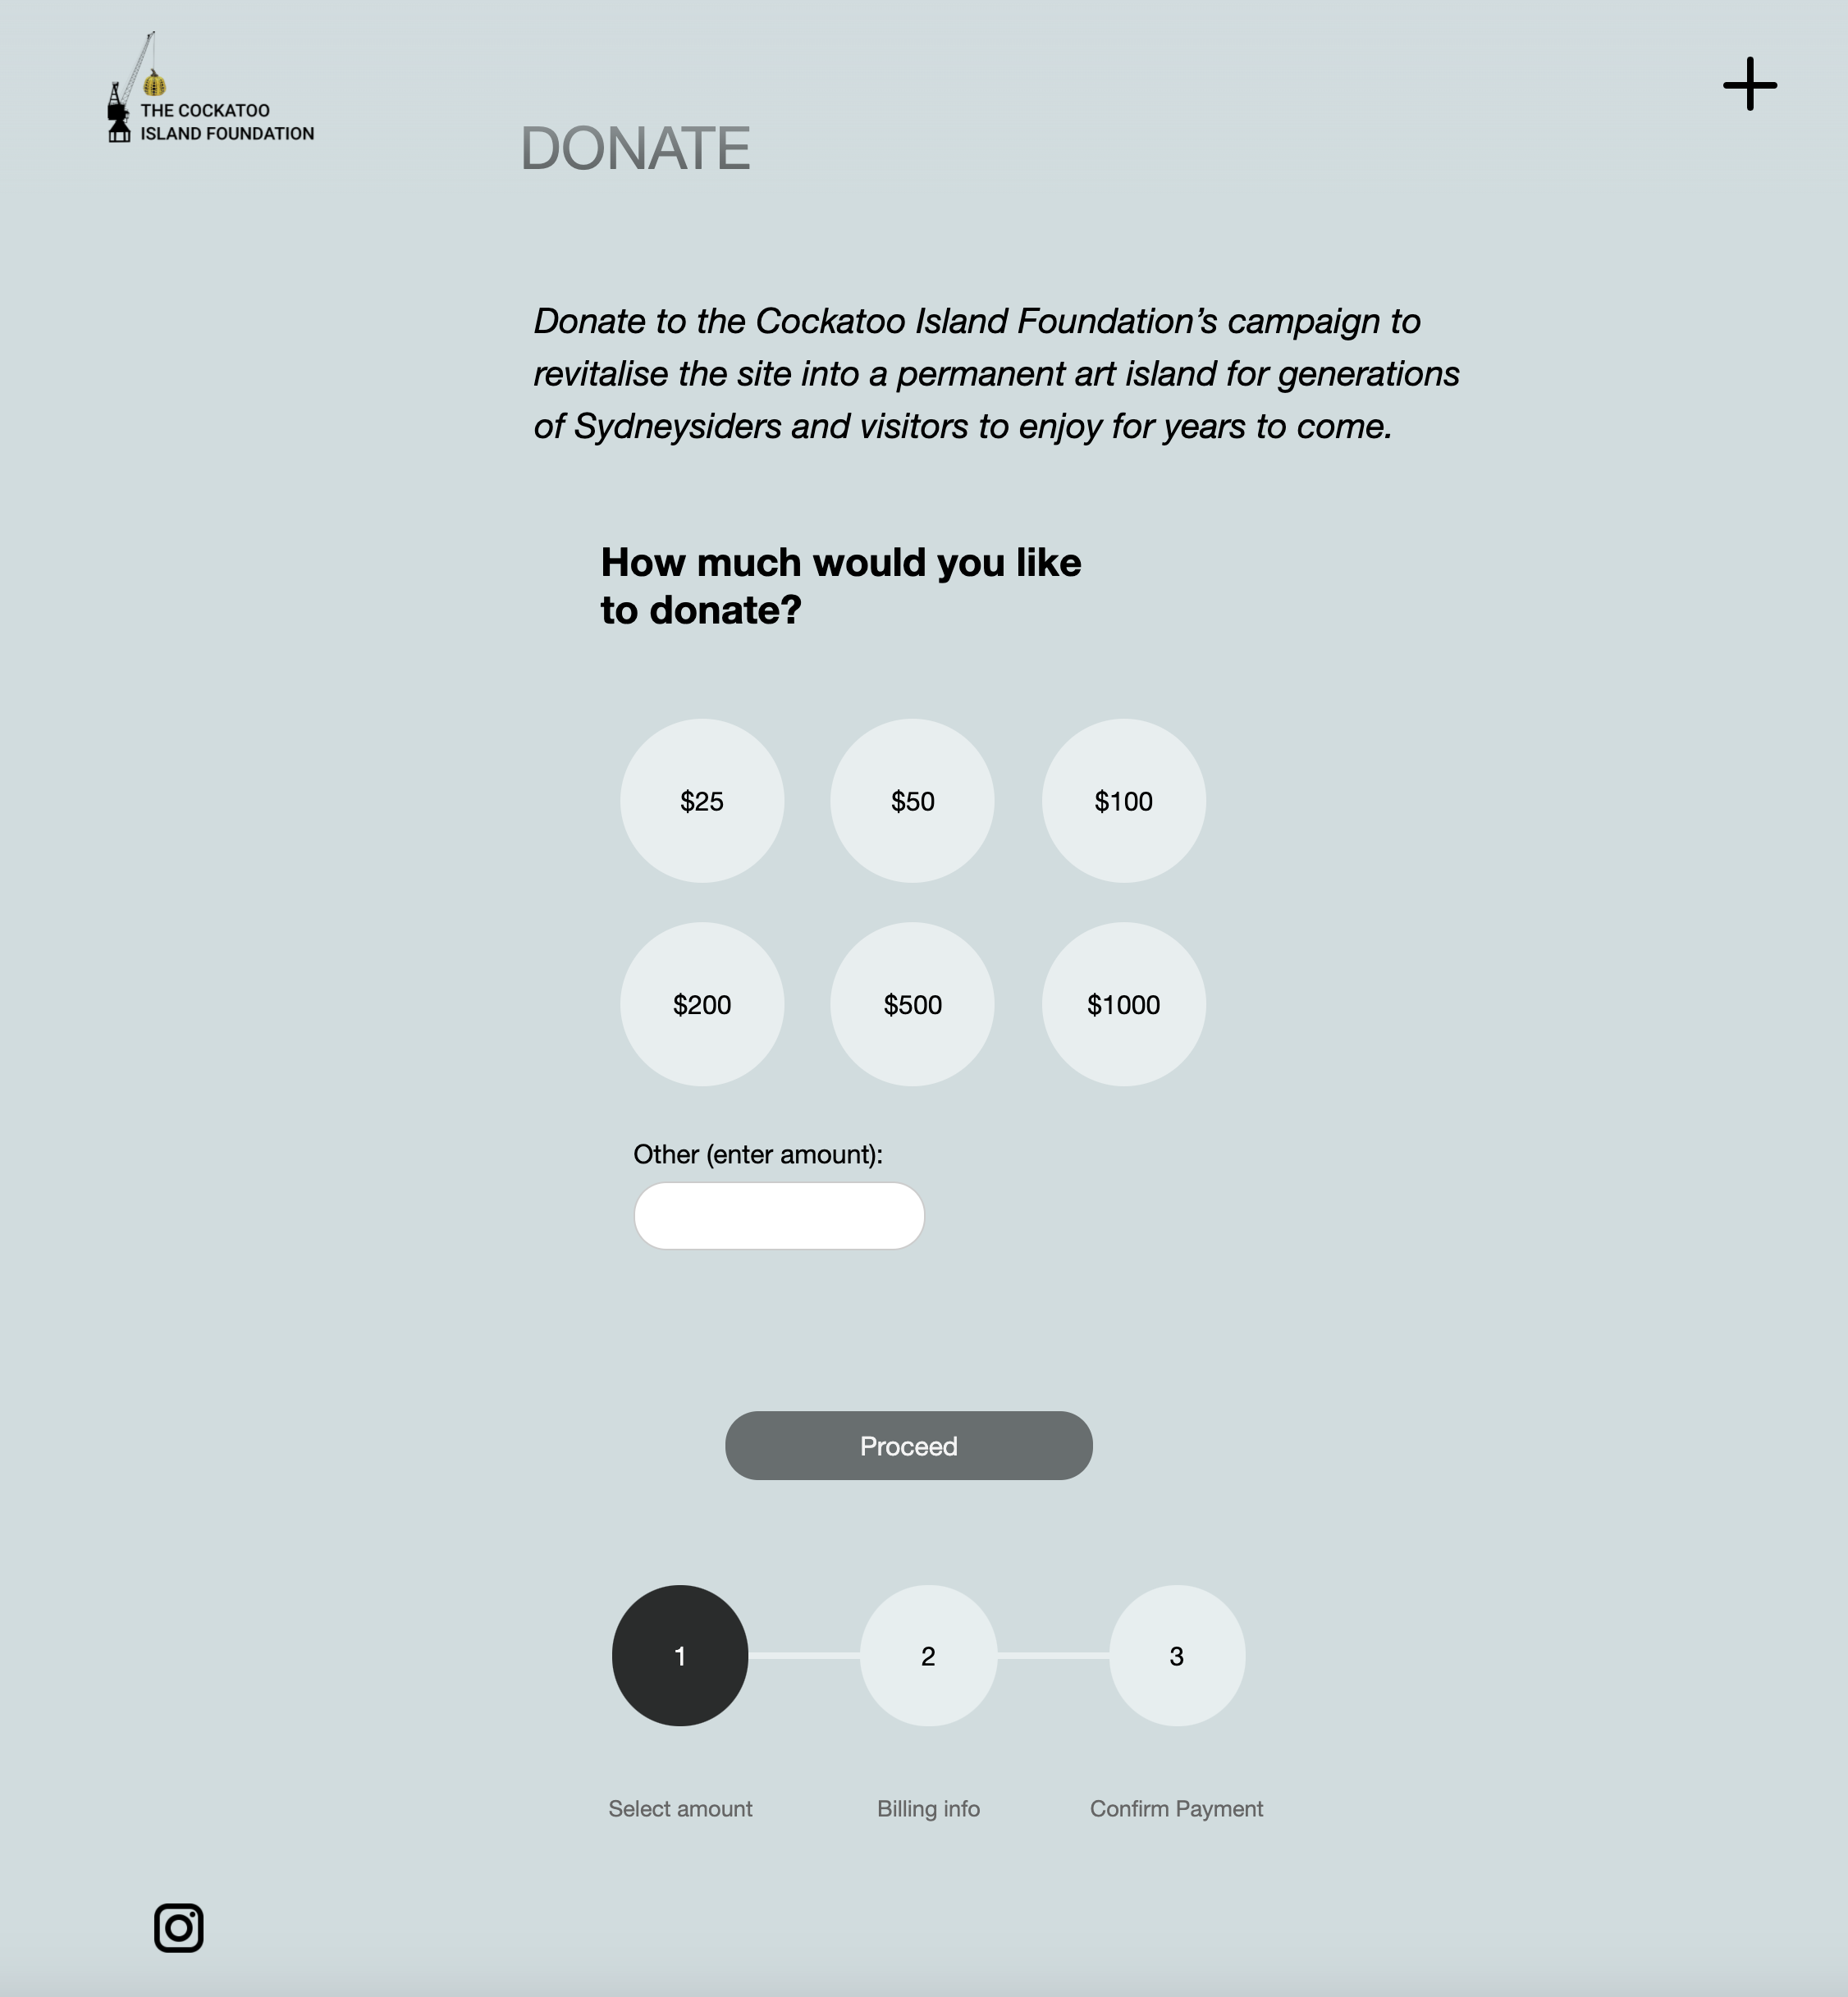 THE COCKATOO
ISLAND FOUNDATION
DONATE
Donate to the Cockatoo Island Foundation’s campaign to
revitalise the site into a permanent art island for generations
of Sydneysiders and visitors to enjoy for years to come.
How much would you like
to donate?
$25 $50 $100
$200 $500 $1000
Other (enter amount):
Proceed
1 2 3
Select amount Billing info Confirm Payment